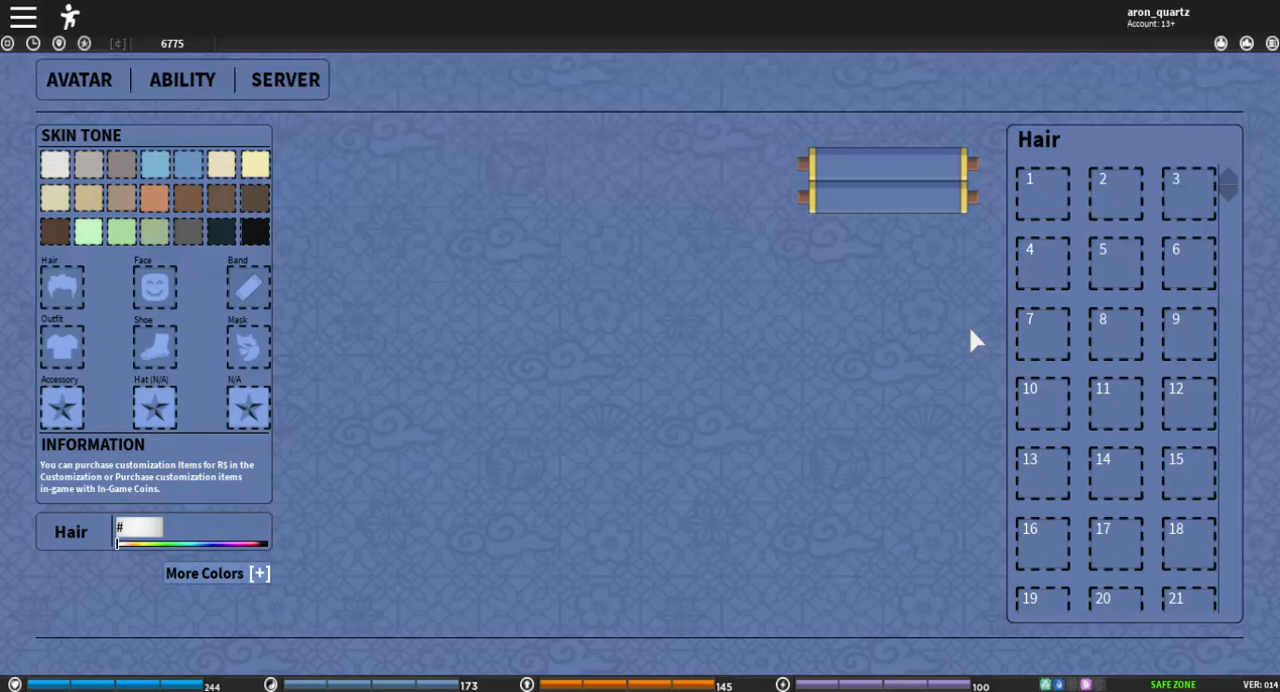 aron_quartz
Account: 13+
[¢] 6775
AVATAR | ABILITY | SERVER
SKIN TONE
Hair Face Band
Outfit Shoe Mask
Accessory Hat (N/A) N/A
INFORMATION
You can purchase customization Items for R$ in the
Customization or Purchase customization items
in-game with In-Game Coins.
Hair #
More Colors [+]
Hair
1 2 3
4 5 6
7 8 9
10 11 12
13 14 15
16 17 18
19 20 21
244 173 145 100 SAFE ZONE VER: 014